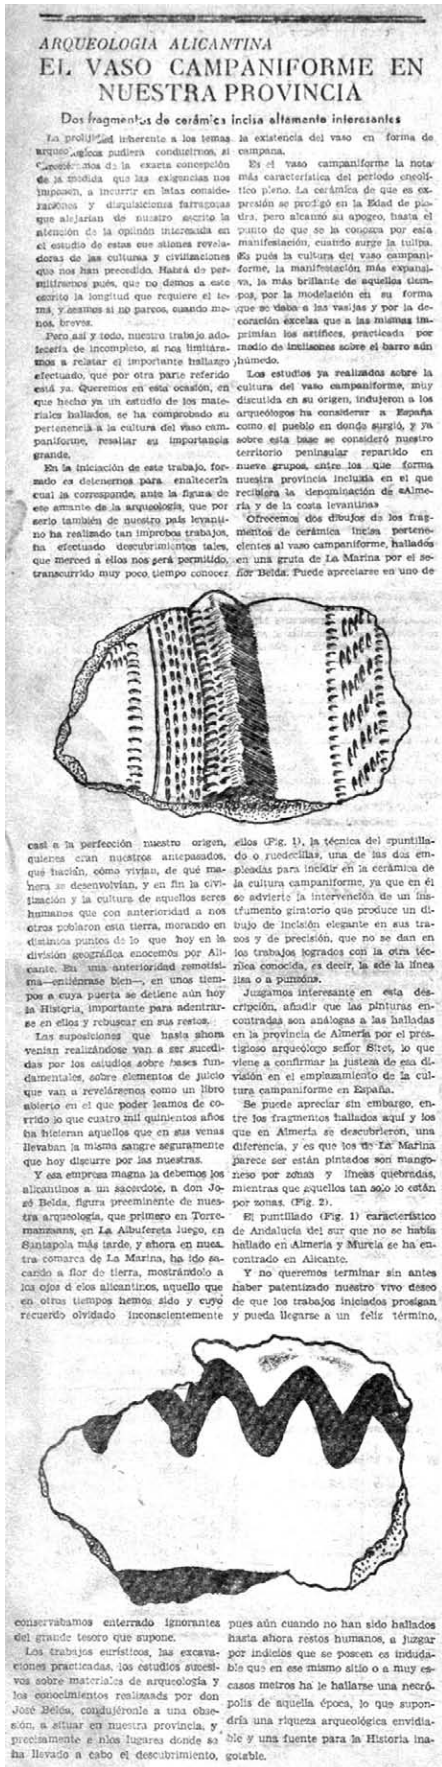 ARQUEOLOGIA ALICANTINA
EL VASO CAMPANIFORME EN
NUESTRA PROVINCIA
Dos fragmentos de cerámica incisa altamente interesantes
La prolijidad inherente a los temas
arqueologicos pudiera conducirnos, si
de la exacta concepción
de la medida que las exigencias nos
imponen, a incurrir en latas conside-
raciones y disquisiciones farragosas
que alejarían de nuestro escrito la
atención de la opinión interesada en
el estudio de estas cue stiones revela-
doras de las culturas y civilizaciones
que nos han precedido. Habrá de per-
mitírsenos pués, que no demos a este
escrito la longitud que requiere el te-
ma, y seamos si no parcos, cuando me-
nos, breves.
Pero así y todo, nuestro trabajo ado-
lecería de incompleto, si nos limitára-
mos a relatar el importante hallazgo
efectuado, que por otra parte referido
está ya. Queremos en esta ocasión, en
que hecho ya un estudio de los mate-
riales hallados, se ha comprobado su
pertenencia a la cultura del vaso cam-
paniforme, resaltar su importancia
grande.
En la iniciación de este trabajo, for-
zado es detenernos para enaltecerla
cual la corresponde, ante la figura de
ese amante de la arqueología, que por
serlo también de nuestro país levanti-
no ha realizado tan ímprobos trabajos,
ha efectuado descubrimientos tales,
que merced a ellos nos será permitido,
transcurrido muy poco tiempo conocer
la existencia del vaso en forma de
campana.
Es el vaso campaniforme la nota
más característica del período eneolí-
tico pleno. La cerámica de que es ex-
presión se prodigó en la Edad de pie-
dra, pero alcanzó su apogeo, hasta el
punto de que se la conozca por esta
manifestación, cuando surge la tulipa.
Es pués la cultura del vaso campani-
forme, la manifestación más expansi-
va, la más brillante de aquellos tiem-
pos, por la modelación en su forma
que se daba a las vasijas y por la de-
coración excelsa que a las mismas im-
primían los artífices, practicada por
medio de incisiones sobre el barro aún
húmedo.
Los estudios ya realizados sobre la
cultura del vaso campaniforme, muy
discutida en su origen, indujeron a los
arqueólogos ha considerar a España
como el pueblo en donde surgió, y ya
sobre esta base se consideró nuestro
territorio peninsular repartido en
nueve grupos, entre los que forma
nuestra provincia incluída en el que
recibiera la denominación de «Alme-
ría y de la costa levantina»
Ofrecemos dos dibujos de los frag-
mentos de cerámica incisa pertene-
cientes al vaso campaniforme, hallados
en una gruta de La Marina por el se-
ñor Belda. Puede apreciarse en uno de
casi a la perfección nuestro origen,
quienes eran nuestros antepasados,
qué hacían, cómo vivían, de qué ma-
nera se desenvolvían, y en fin la civi-
lización y la cultura de aquellos seres
humanos que con anterioridad a nos
otros poblaron esta tierra, morando en
distintos puntos de lo que hoy en la
división geográfica enocemos por Ali-
cante. En una anterioridad remotísi-
ma—entiéndase bien—, en unos tiem-
pos a cuya puerta se detiene aún hoy
la Historia, importante para adentrar-
se en ellos y rebuscar en sus restos.
Las suposiciones que hasta ahora
venían realizándose van a ser sucedi-
das por los estudios sobre bases fun-
damentales, sobre elementos de juicio
que van a revelársenos como un libro
abierto en el que poder leamos de co-
rrido lo que cuatro mil quinientos años
ha hicieran aquellos que en sus venas
llevaban la misma sangre seguramente
que hoy discurre por las nuestras.
Y esa empresa magna la debemos los
alicantinos a un sacerdote, a don Jo-
sé Belda, figura preeminente de nues-
tra arqueología, que primero en Torre-
manzanas, en La Albufereta luego, en
Santapola más tarde, y ahora en nues-
tra comarca de La Marina, ha ido sa-
cando a flor de tierra, mostrándolo a
los ojos d elos alicantinos, aquello que
en otros tiempos hemos sido y cuyo
recuerdo olvidado inconscientemente
ellos (Fig. 1), la técnica del «puntilla-
do o ruedecilla», una de las dos em-
pleadas para incidir en la cerámica de
la cultura campaniforme, ya que en él
se advierte la intervención de un ins-
trumento giratorio que produce un di-
bujo de incisión elegante en sus tra-
zos y de precisión, que no se dan en
los trabajos logrados con la otra téc-
nica conocida, es decir, la «de la línea
lisa o a punzón».
Juzgamos interesante en esta des-
cripción, añadir que las pinturas en-
contradas son análogas a las halladas
en la provincia de Almería por el pres-
tigioso arqueólogo señor Siret, lo que
viene a confirmar la justeza de esa di-
visión en el emplazamiento de la cul-
tura campaniforme en España.
Se puede apreciar sin embargo, en-
tre los fragmentos hallados aquí y los
que en Almería se descubrieron, una
diferencia, y es que los de La Marina
parece ser están pintados son mango-
neso por zonas y líneas quebradas,
mientras que aquellos tan solo lo están
por zonas. (Fig. 2).
El puntillado (Fig. 1) característico
de Andalucía del sur que no se había
hallado en Almería y Murcia se ha en-
contrado en Alicante.
Y no queremos terminar sin antes
haber patentizado nuestro vivo deseo
de que los trabajos iniciados prosigan
y pueda llegarse a un feliz término,
conservábamos enterrado ignorantes
del grande tesoro que supone.
Los trabajos eurísticos, las excava-
ciones practicadas, los estudios sucesi-
vos sobre materiales de arqueología y
los conocimientos realizados por don
José Belda, condujéronle a una obse-
sión, a situar en nuestra provincia, y
precisamente e nlos lugares donde se
ha llevado a cabo el descubrimiento,
pues aún cuando no han sido hallados
hasta ahora restos humanos, a juzgar
por indicios que se poseen es induda-
ble que en ese mismo sitio o a muy es-
casos metros ha le hallarse una necró-
polis de aquella época, lo que supon-
dría una riqueza arqueológica envidia-
ble y una fuente para la Historia ina-
gotable.